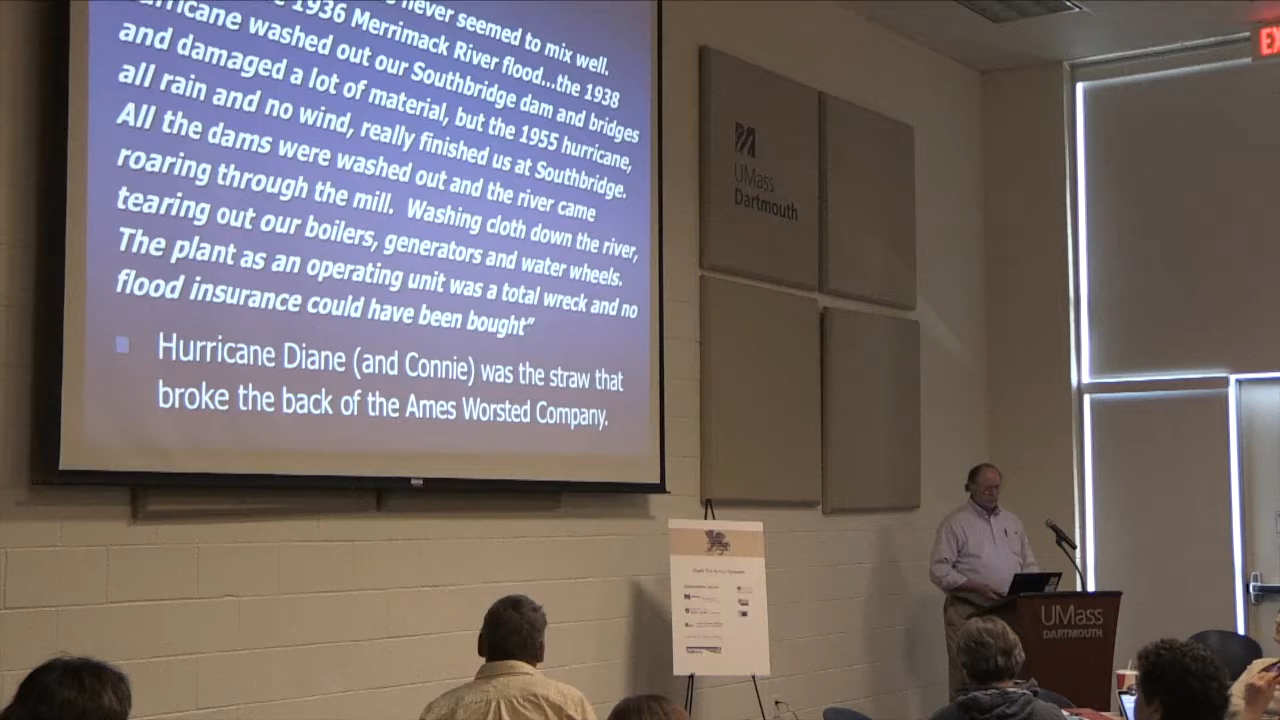 never seemed to mix well.
1936 Merrimack River flood...the 1938
washed out our Southbridge dam and bridges
and damaged a lot of material, but the 1955 hurricane,
all rain and no wind, really finished us at Southbridge.
All the dams were washed out and the river came
roaring through the mill. Washing cloth down the river,
tearing out our boilers, generators and water wheels.
The plant as an operating unit was a total wreck and no
flood insurance could have been bought"
Hurricane Diane (and Connie) was the straw that
broke the back of the Ames Worsted Company.
UMass
Dartmouth
EX
UMass
DARTMOUTH